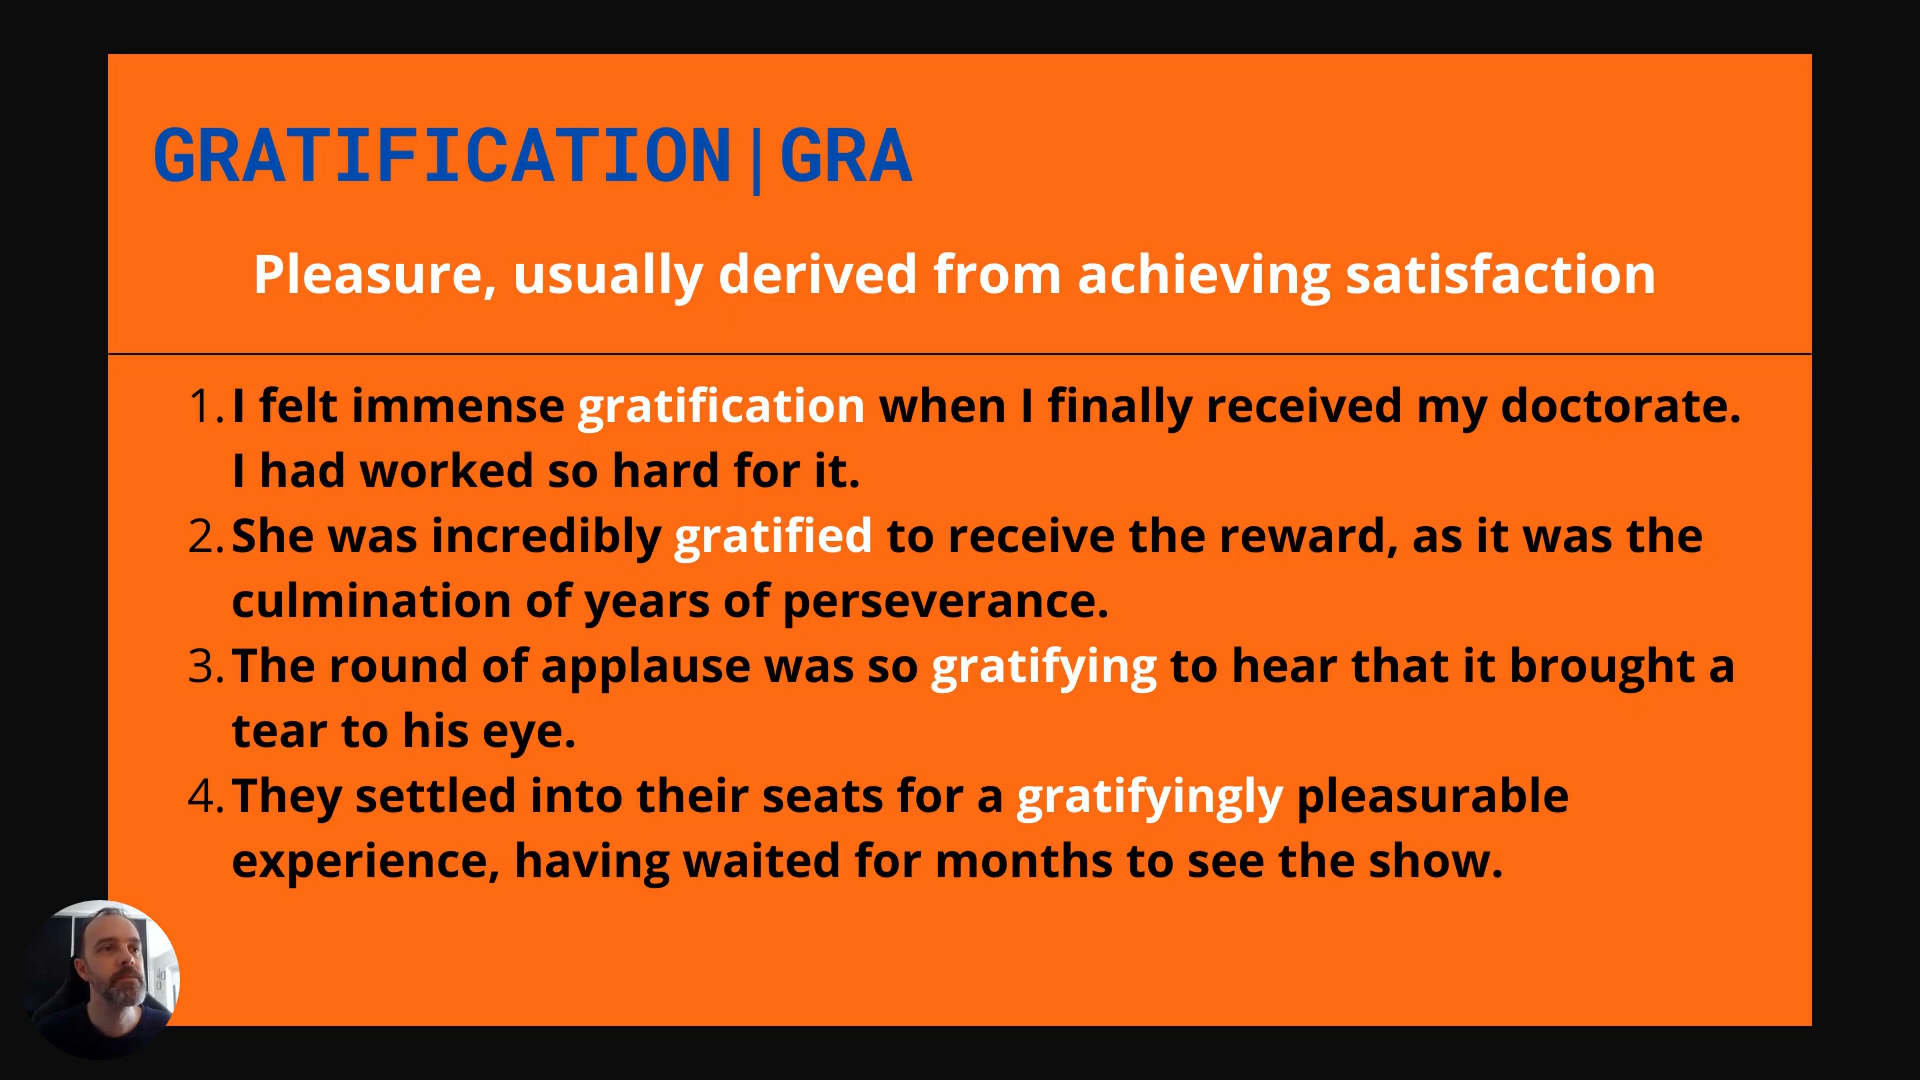 GRATIFICATION|GRA
Pleasure, usually derived from achieving satisfaction
1. I felt immense gratification when I finally received my doctorate.
I had worked so hard for it.
2. She was incredibly gratified to receive the reward, as it was the
culmination of years of perseverance.
3. The round of applause was so gratifying to hear that it brought a
tear to his eye.
4. They settled into their seats for a gratifyingly pleasurable
experience, having waited for months to see the show.